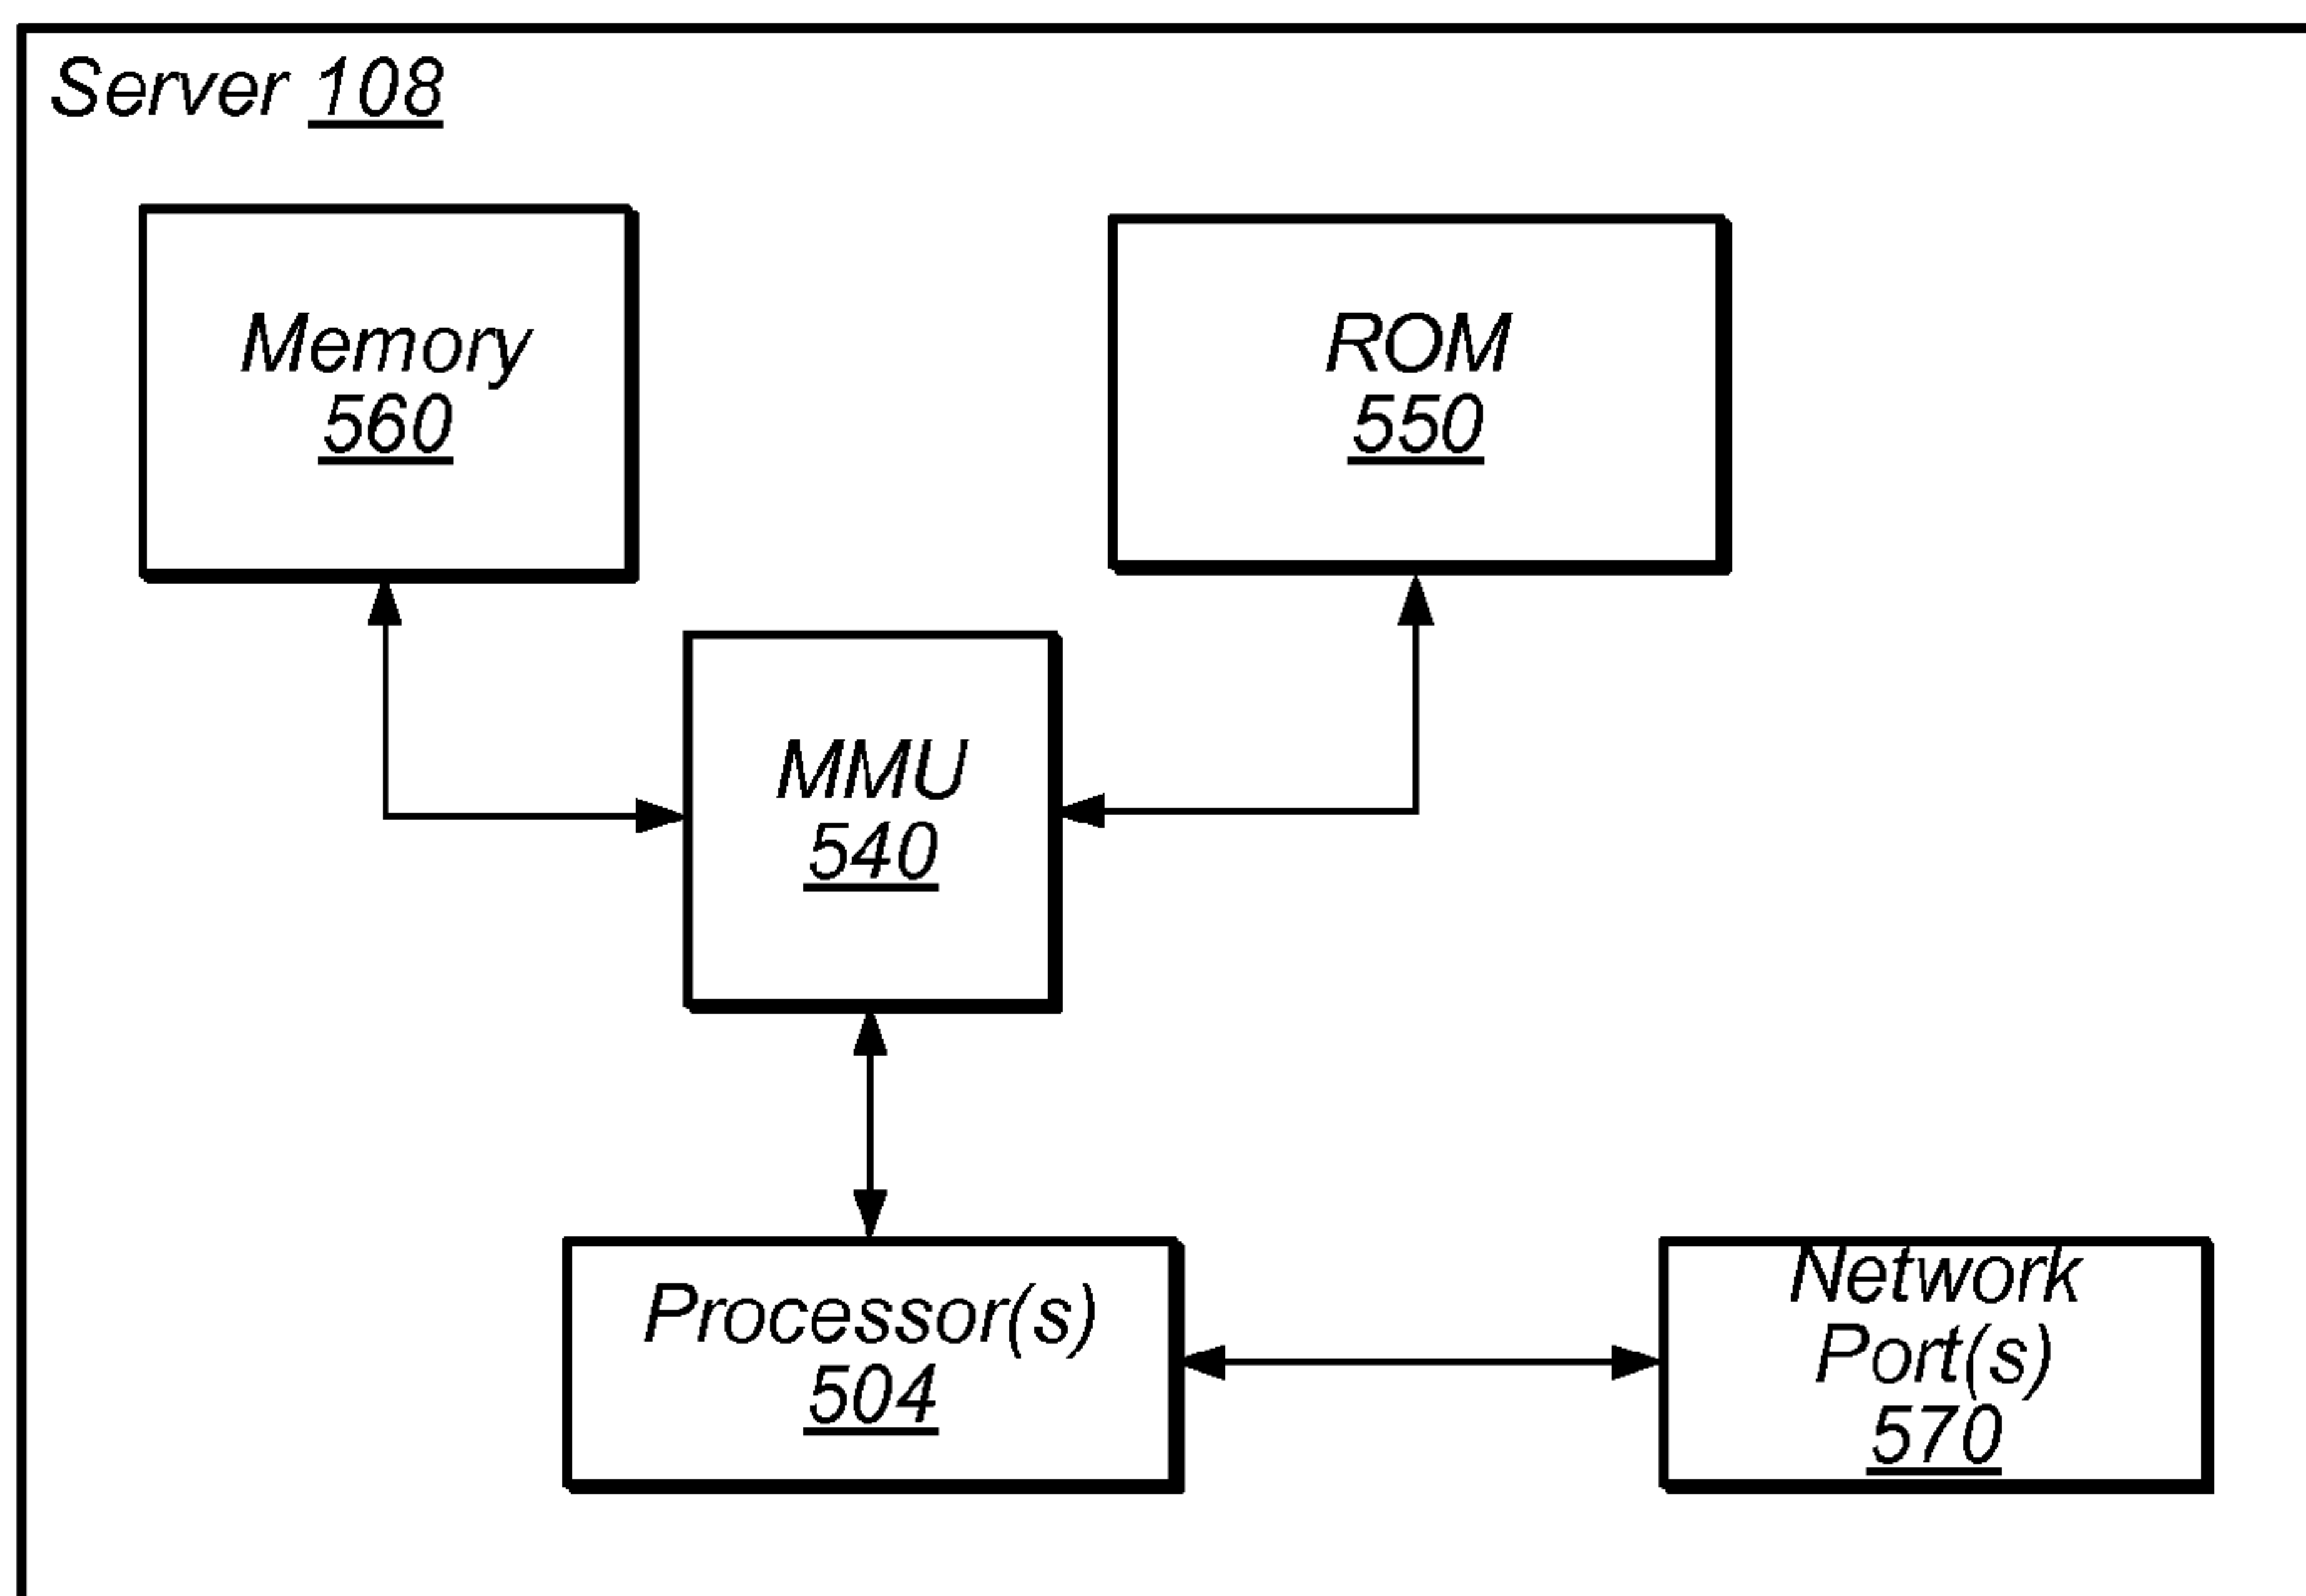 Server 108
Memory
560
ROM
550
MMU
540
Processor(s)
504
Network
Port(s)
570